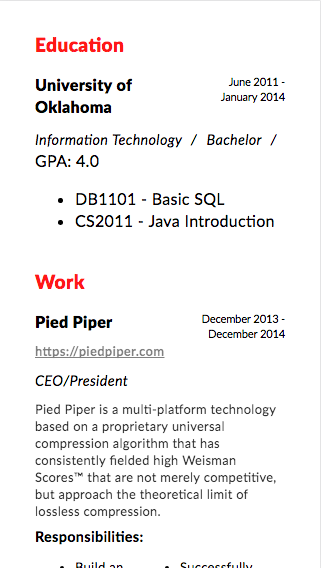 Education
University of
Oklahoma
June 2011 -
January 2014
Information Technology / Bachelor /
GPA: 4.0
• DB1101 - Basic SQL
• CS2011 - Java Introduction
Work
Pied Piper
December 2013 -
December 2014
https://piedpiper.com
CEO/President
Pied Piper is a multi-platform technology
based on a proprietary universal
compression algorithm that has
consistently fielded high Weisman
Scores™ that are not merely competitive,
but approach the theoretical limit of
lossless compression.
Responsibilities:
• Build an
• Successfully